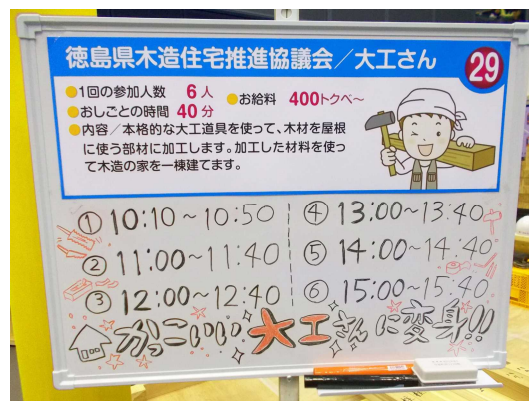 徳島県木造住宅推進協議会／大工さん
29
●1回の参加人数 6人
●お給料 400トクベ～
●おしごとの時間 40分
●内容／本格的な大工道具を使って、木材を屋根
に使う部材に加工します。加工した材料を使っ
て木造の家を一棟建てます。
① 10:10～10:50
② 11:00～11:40
③ 12:00～12:40
④ 13:00～13:40
⑤ 14:00～14:40
⑥ 15:00～15:40
かっこいい大工さんに変身!!